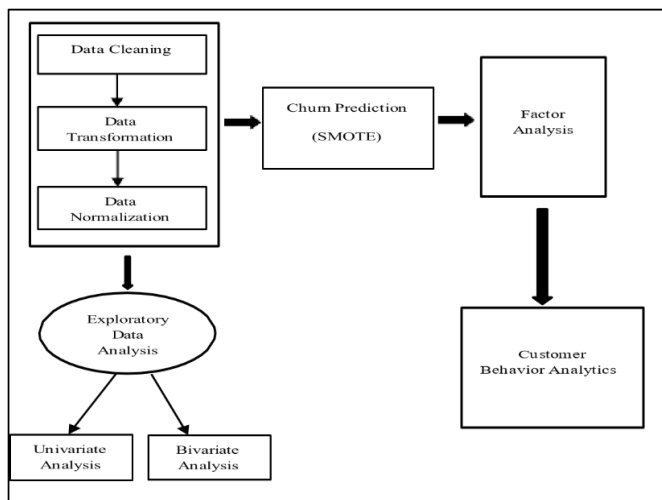 Data Cleaning
Data
Transformation
Data
Normalization
Churn Prediction
(SMOTE)
Factor
Analysis
Exploratory
Data
Analysis
Customer
Behavior Analytics
Univariate
Analysis
Bivariate
Analysis